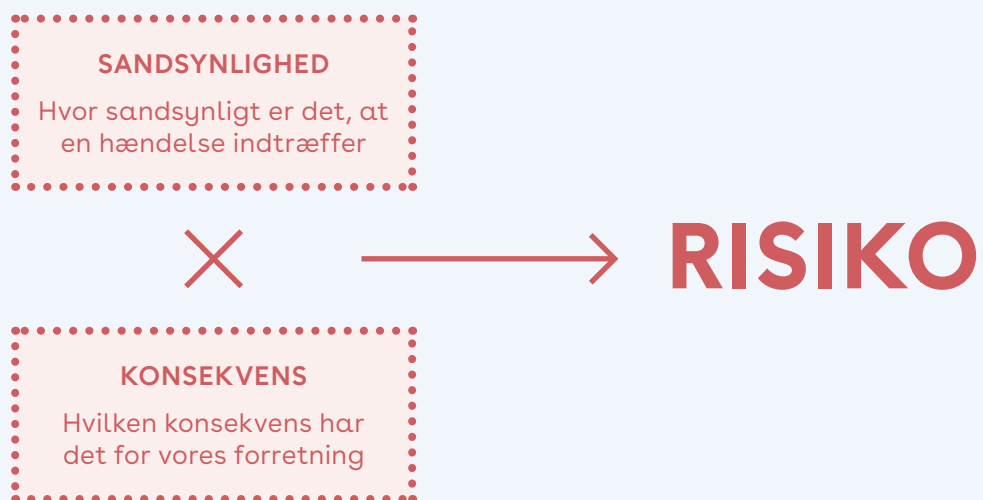 SANDSYNLIGHED
Hvor sandsynligt er det, at
en hændelse indtræffer
RISIKO
KONSEKVENS
Hvilken konsekvens har
det for vores forretning